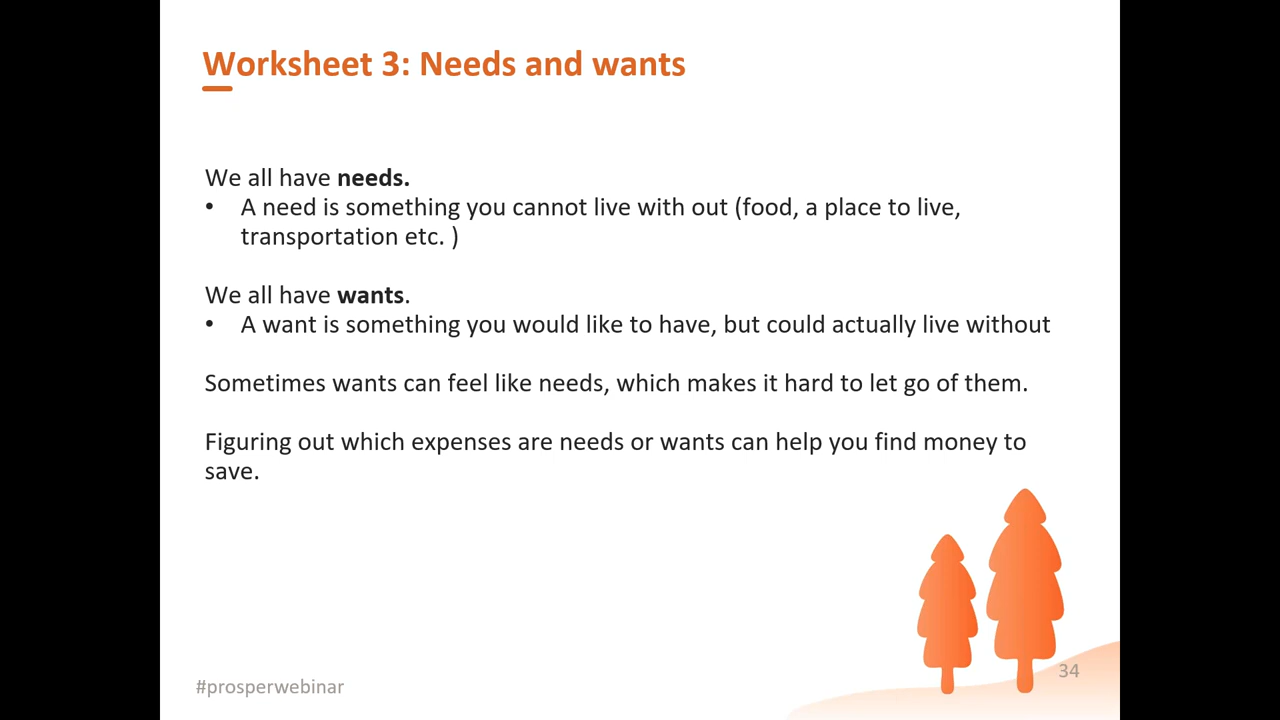 Worksheet 3: Needs and wants
We all have needs.
• A need is something you cannot live with out (food, a place to live,
transportation etc. )
We all have wants.
• A want is something you would like to have, but could actually live without
Sometimes wants can feel like needs, which makes it hard to let go of them.
Figuring out which expenses are needs or wants can help you find money to
save.
34
#prosperwebinar